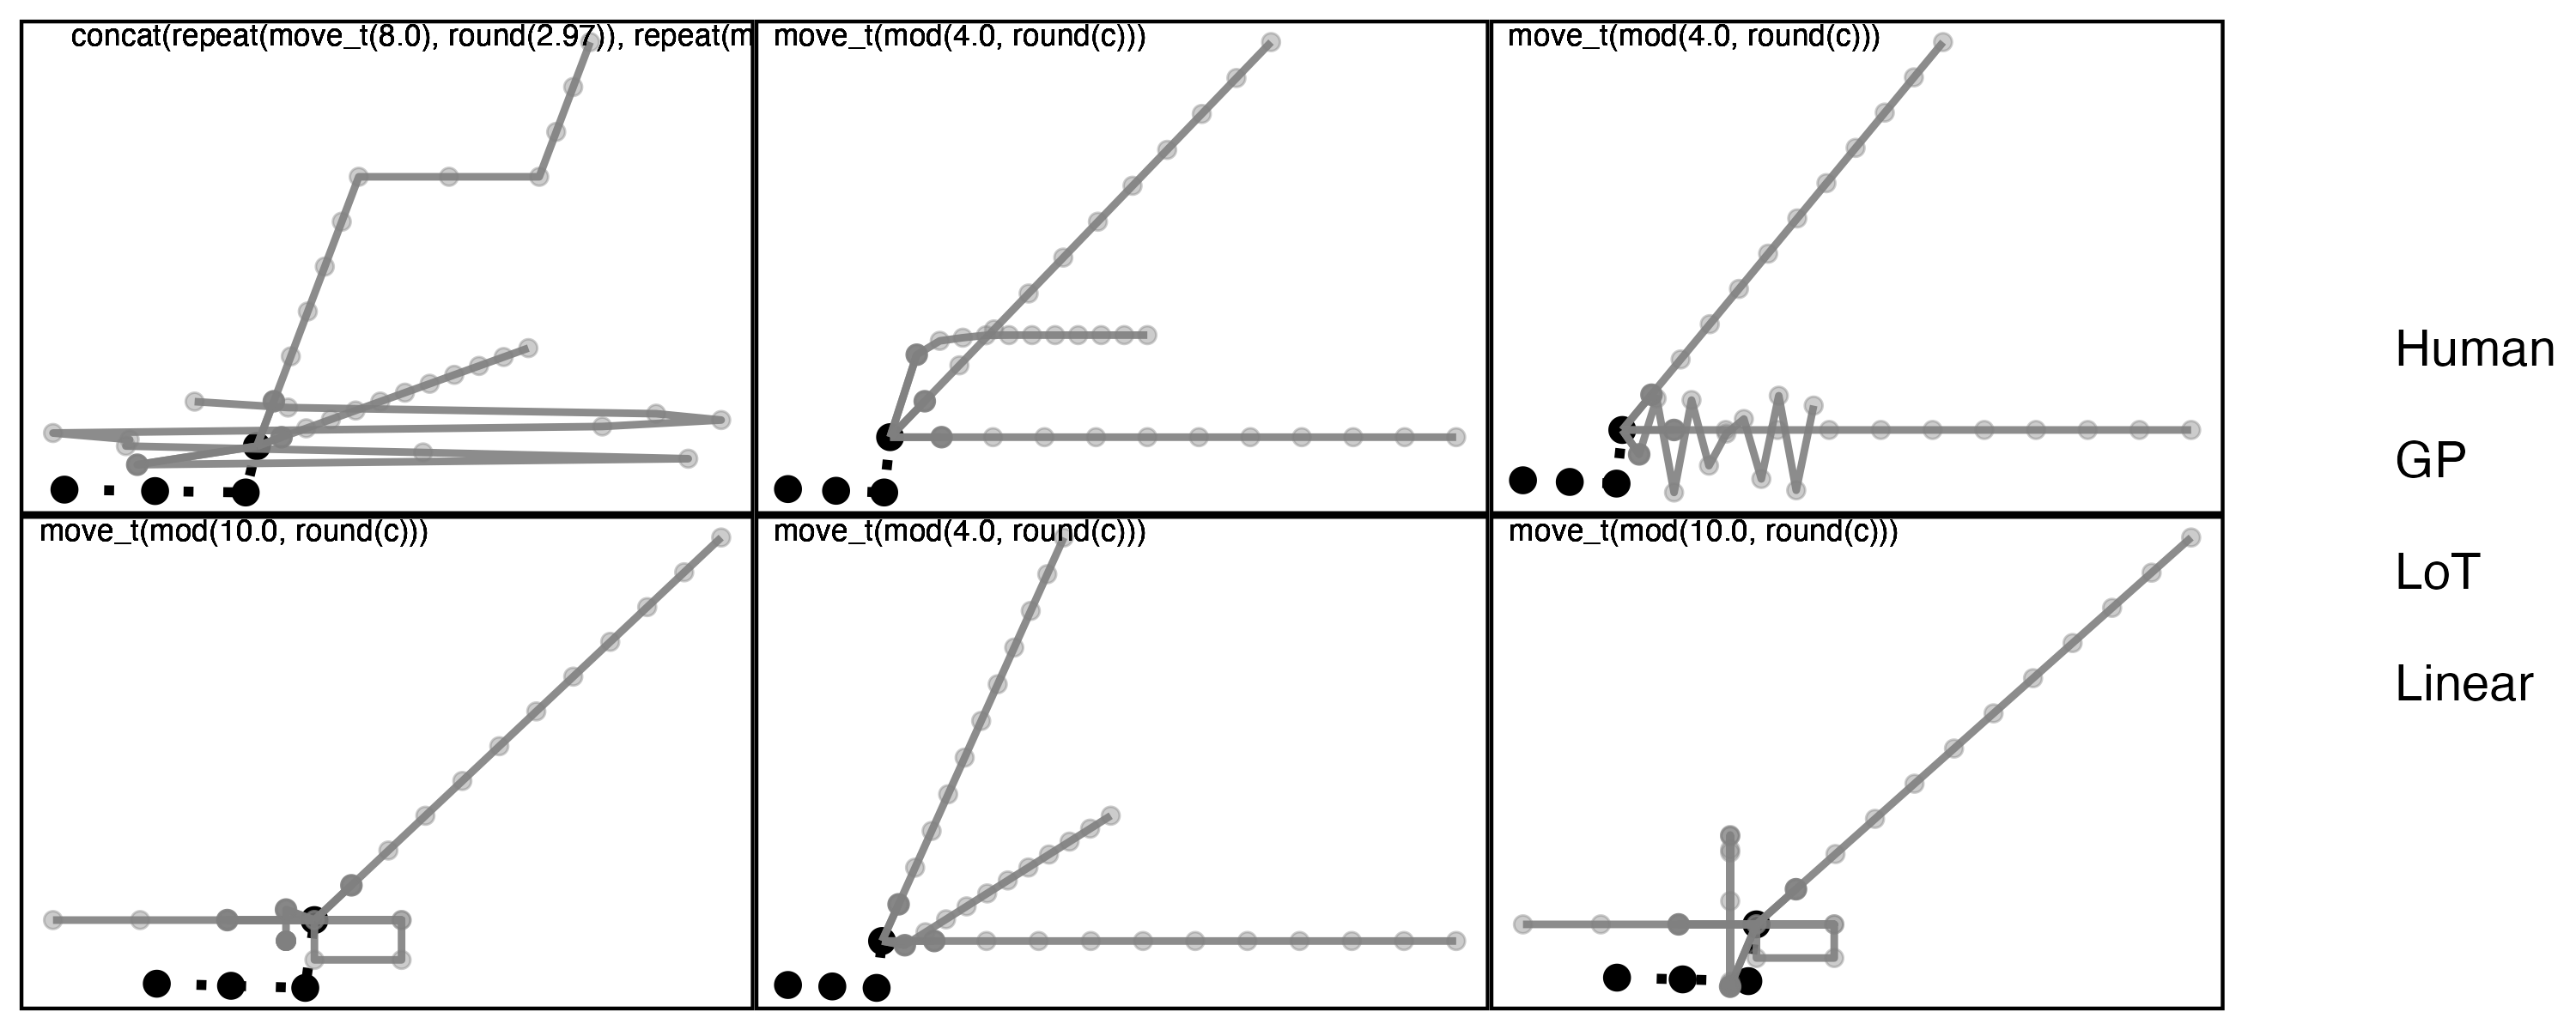 concat(repeat(move_t(8.0), round(2.97)), repeat(m
move_t(mod(4.0, round(c)))
move_t(mod(4.0, round(c)))
move_t(mod(10.0, round(c)))
move_t(mod(4.0, round(c)))
move_t(mod(10.0, round(c)))
Human
GP
LoT
Linear